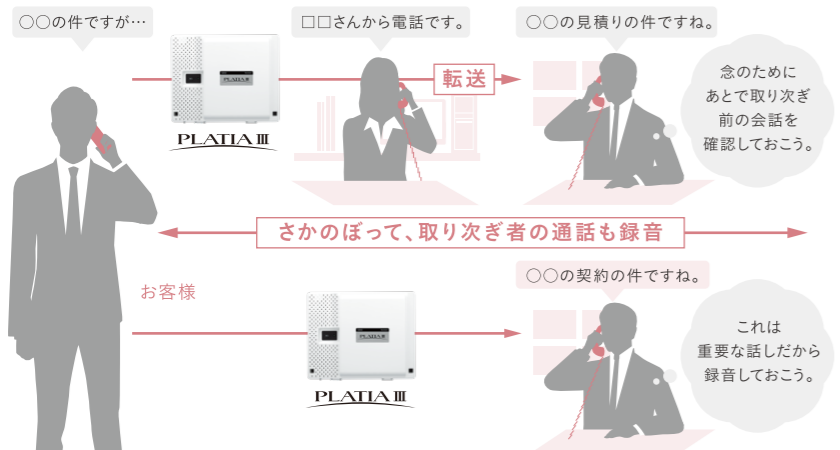 ○○の件ですが…
□□さんから電話です。
○○の見積りの件ですね。
転送
念のために
あとで取り次ぎ
前の会話を
確認しておこう。
PLATIA III
PLATIA III
さかのぼって、取り次ぎ者の通話も録音
お客様
○○の契約の件ですね。
これは
重要な話しだから
録音しておこう。
PLATIA III
PLATIA III